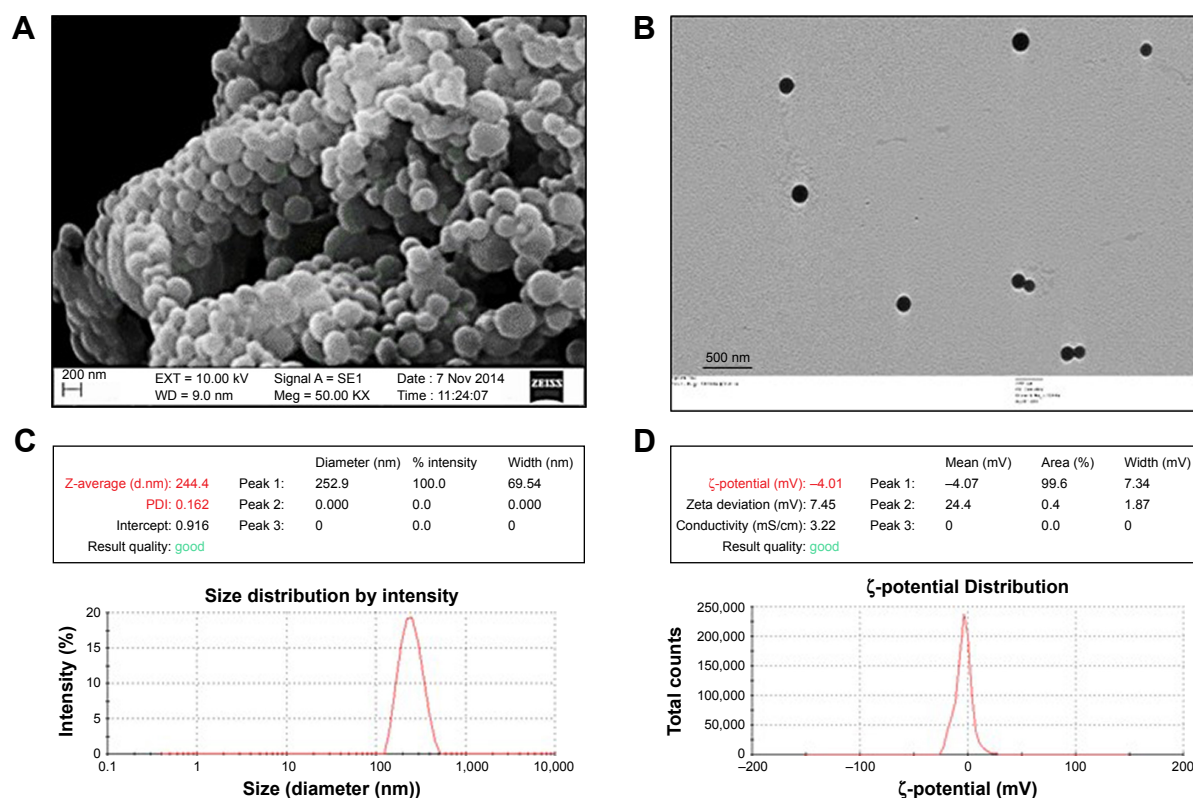 A
200 nm
EXT = 10.00 kV Signal A = SE1 Date : 7 Nov 2014
WD = 9.0 nm Meg = 50.00 KX Time : 11:24:07
ZEISS
B
500 nm
C
Diameter (nm) % intensity Width (nm)
Z-average (d.nm): 244.4 Peak 1: 252.9 100.0 69.54
PDI: 0.162 Peak 2: 0.000 0.0 0.000
Intercept: 0.916 Peak 3: 0 0.0 0
Result quality: good
Size distribution by intensity
Intensity (%)
20
15
10
5
0
0.1 1 10 100 1,000 10,000
Size (diameter (nm))
D
Mean (mV) Area (%) Width (mV)
ζ-potential (mV): –4.01 Peak 1: –4.07 99.6 7.34
Zeta deviation (mV): 7.45 Peak 2: 24.4 0.4 1.87
Conductivity (mS/cm): 3.22 Peak 3: 0 0.0 0
Result quality: good
ζ-potential Distribution
Total counts
250,000
200,000
150,000
100,000
50,000
0
–200 –100 0 100 200
ζ-potential (mV)